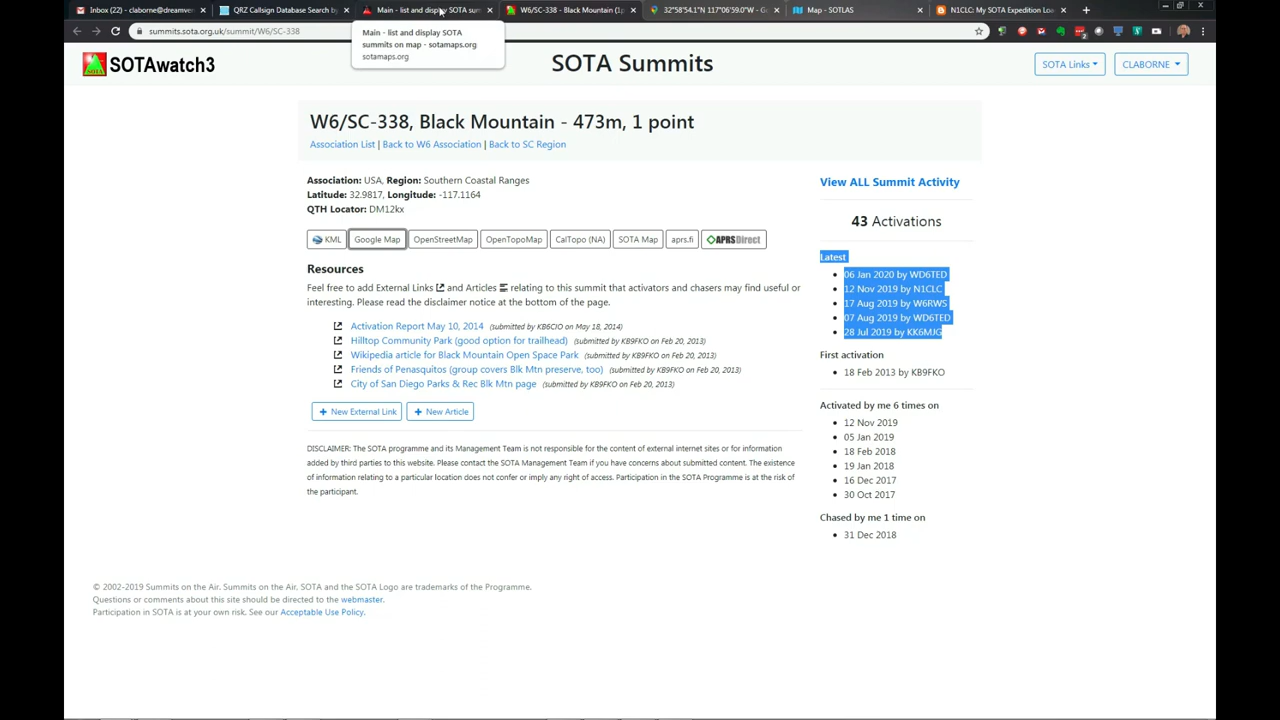 Inbox (22) - claborne@dreamver
QRZ Callsign Database Search by
Main - list and display SOTA sum
W6/SC-338 - Black Mountain (1p
32°58'54.1"N 117°06'59.0"W - Go
Map - SOTLAS
N1CLC: My SOTA Expedition Loa
summits.sota.org.uk/summit/W6/SC-338
Main - list and display SOTA
summits on map - sotamaps.org
sotamaps.org
SOTAwatch3
SOTA Summits
SOTA Links
CLABORNE
W6/SC-338, Black Mountain - 473m, 1 point
Association List | Back to W6 Association | Back to SC Region
Association: USA, Region: Southern Coastal Ranges
Latitude: 32.9817, Longitude: -117.1164
QTH Locator: DM12kx
KML
Google Map
OpenStreetMap
OpenTopoMap
CalTopo (NA)
SOTA Map
aprs.fi
APRSDirect
Resources
Feel free to add External Links and Articles relating to this summit that activators and chasers may find useful or
interesting. Please read the disclaimer notice at the bottom of the page.
Activation Report May 10, 2014 (submitted by KB6CIO on May 18, 2014)
Hilltop Community Park (good option for trailhead) (submitted by KB9FKO on Feb 20, 2013)
Wikipedia article for Black Mountain Open Space Park (submitted by KB9FKO on Feb 20, 2013)
Friends of Penasquitos (group covers Blk Mtn preserve, too) (submitted by KB9FKO on Feb 20, 2013)
City of San Diego Parks & Rec Blk Mtn page (submitted by KB9FKO on Feb 20, 2013)
+ New External Link
+ New Article
DISCLAIMER: The SOTA programme and its Management Team is not responsible for the content of external internet sites or for information
added by third parties to this website. Please contact the SOTA Management Team if you have concerns about submitted content. The existence
of information relating to a particular location does not confer or imply any right of access. Participation in the SOTA Programme is at the risk of
the participant.
View ALL Summit Activity
43 Activations
Latest
06 Jan 2020 by WD6TED
12 Nov 2019 by N1CLC
17 Aug 2019 by W6RWS
07 Aug 2019 by WD6TED
28 Jul 2019 by KK6MJG
First activation
18 Feb 2013 by KB9FKO
Activated by me 6 times on
12 Nov 2019
05 Jan 2019
18 Feb 2018
19 Jan 2018
16 Dec 2017
30 Oct 2017
Chased by me 1 time on
31 Dec 2018
© 2002-2019 Summits on the Air. Summits on the Air, SOTA and the SOTA Logo are trademarks of the Programme.
Questions or comments about this site should be directed to the webmaster.
Participation in SOTA is at your own risk. See our Acceptable Use Policy.